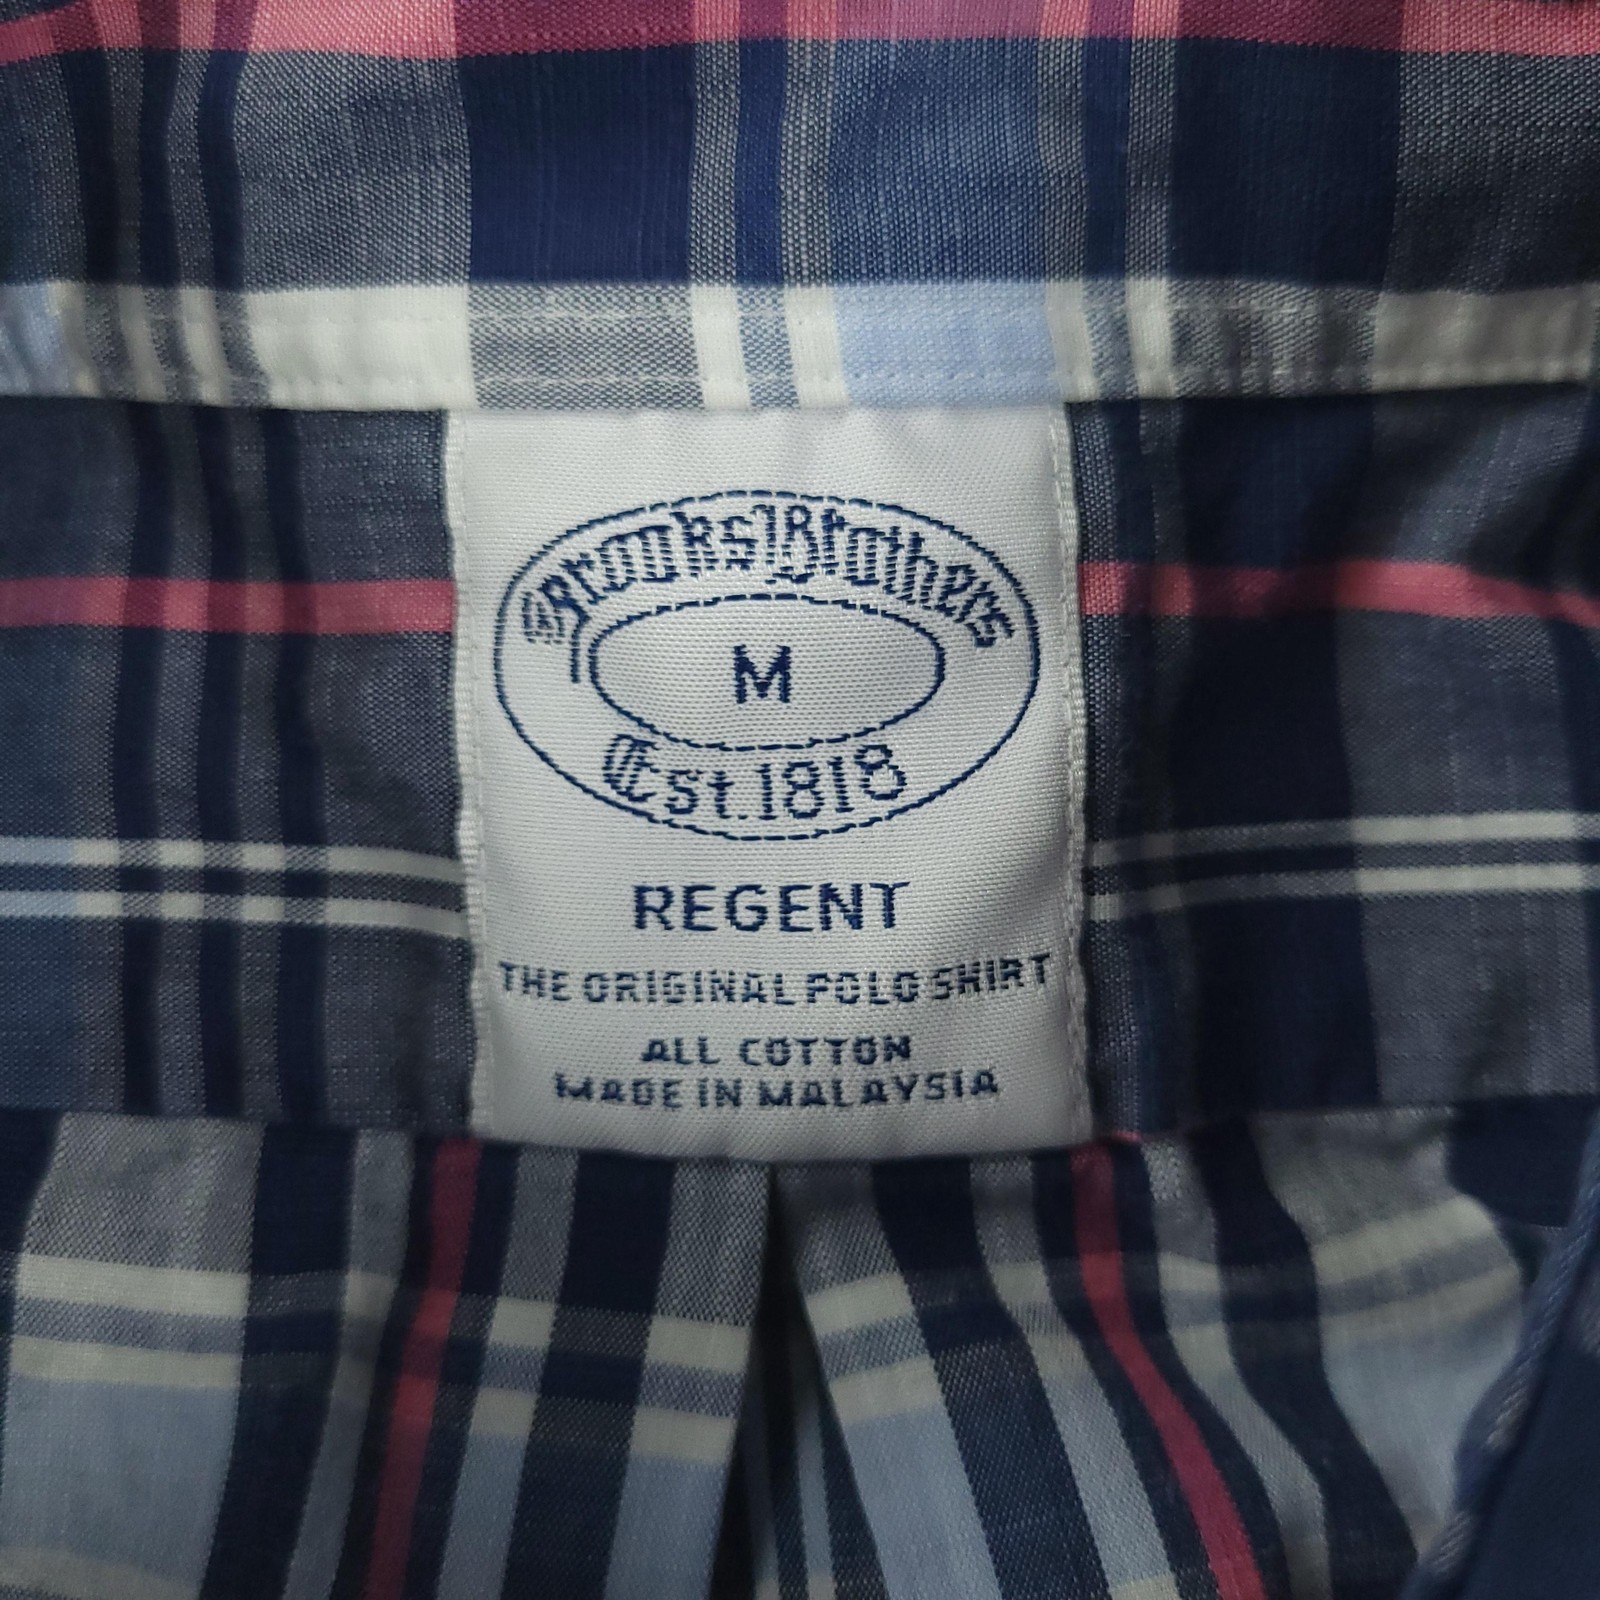 Brooks Brothers
M
Est. 1818
REGENT
THE ORIGINAL POLO SHIRT
ALL COTTON
MADE IN MALAYSIA